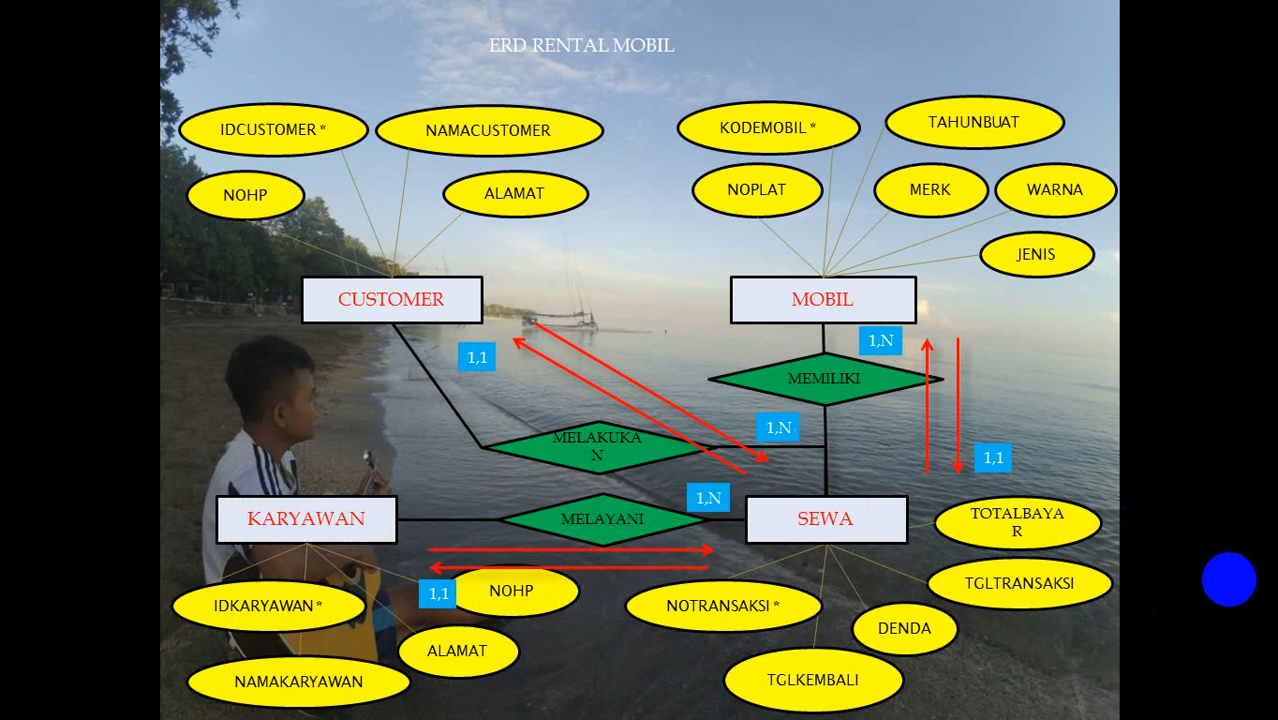 ERD RENTAL MOBIL
IDCUSTOMER *
NAMACUSTOMER
KODEMOBIL *
TAHUNBUAT
NOHP
ALAMAT
NOPLAT
MERK
WARNA
JENIS
CUSTOMER
MOBIL
1,1
1,N
MEMILIKI
MELAKUKA
N
1,N
1,1
KARYAWAN
MELAYANI
1,N
SEWA
TOTALBAYA
R
IDKARYAWAN *
1,1
NOHP
NOTRANSAKSI *
TGLTRANSAKSI
DENDA
ALAMAT
NAMAKARYAWAN
TGLKEMBALI